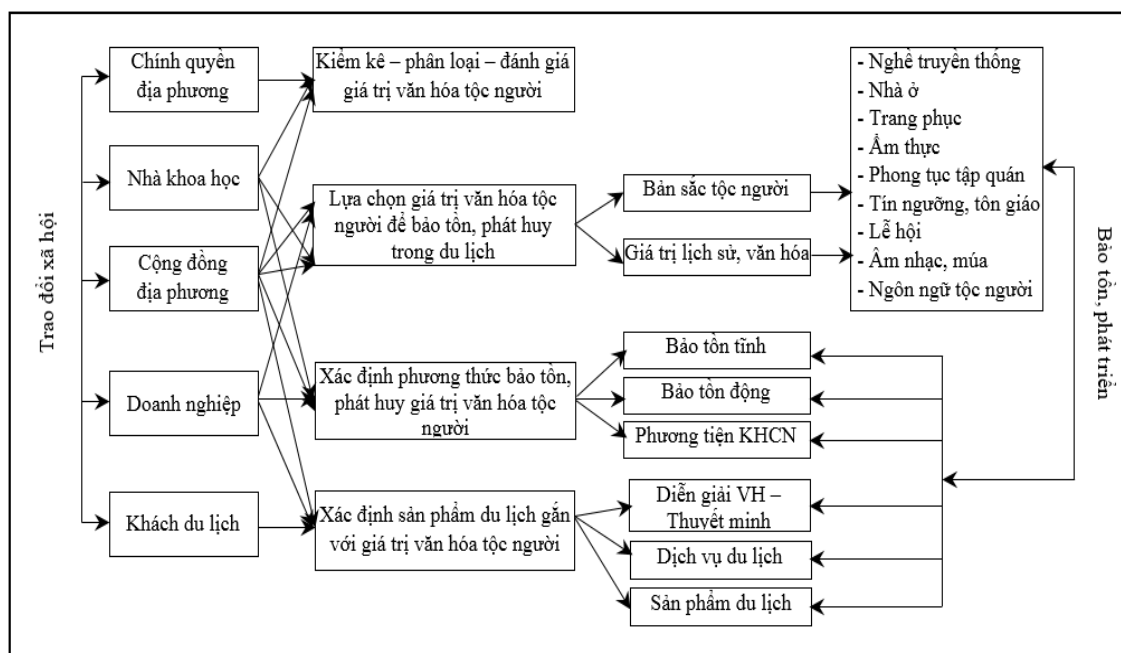 Trao đổi xã hội
Chính quyền
địa phương
Nhà khoa học
Cộng đồng
địa phương
Doanh nghiệp
Khách du lịch
Kiểm kê – phân loại – đánh giá
giá trị văn hóa tộc người
Lựa chọn giá trị văn hóa tộc
người để bảo tồn, phát huy
trong du lịch
Xác định phương thức bảo tồn,
phát huy giá trị văn hóa tộc
người
Xác định sản phẩm du lịch gắn
với giá trị văn hóa tộc người
Bản sắc tộc người
Giá trị lịch sử, văn hóa
Bảo tồn tĩnh
Bảo tồn động
Phương tiện KHCN
Diễn giải VH –
Thuyết minh
Dịch vụ du lịch
Sản phẩm du lịch
- Nghề truyền thống
- Nhà ở
- Trang phục
- Ẩm thực
- Phong tục tập quán
- Tín ngưỡng, tôn giáo
- Lễ hội
- Âm nhạc, múa
- Ngôn ngữ tộc người
Bảo tồn, phát triển